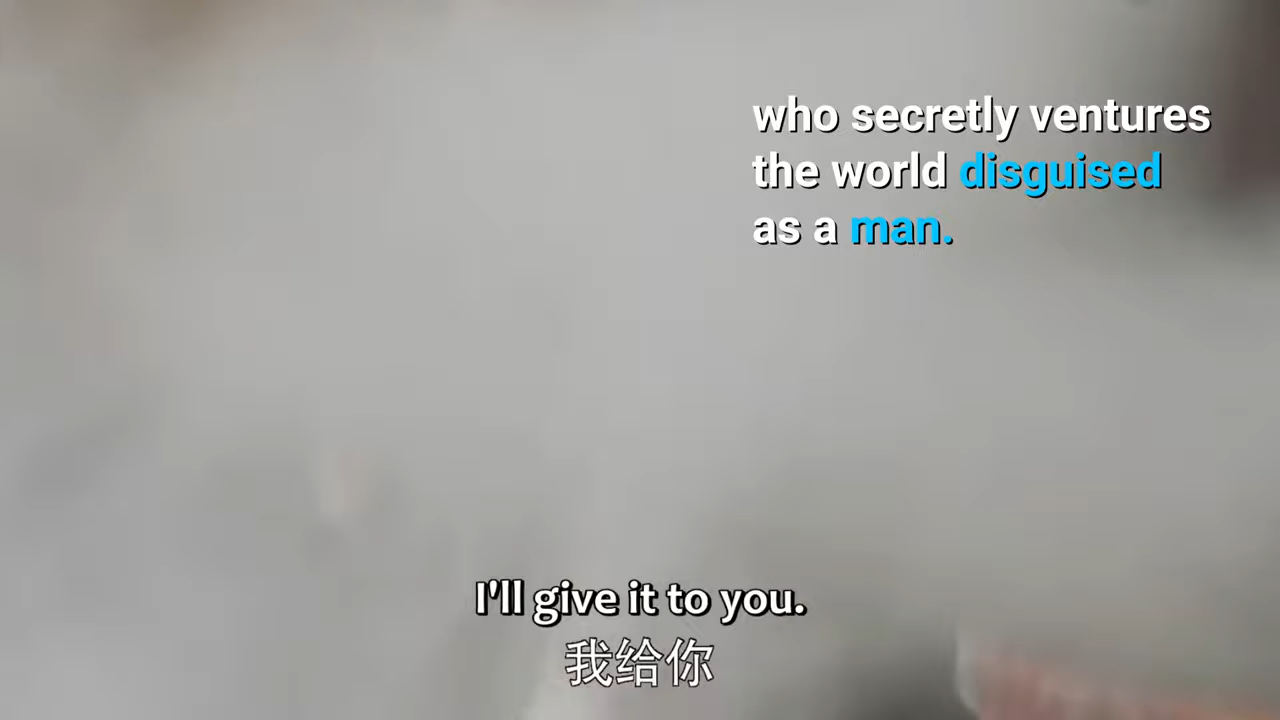 who secretly ventures
the world disguised
as a man.
I'll give it to you.
我给你